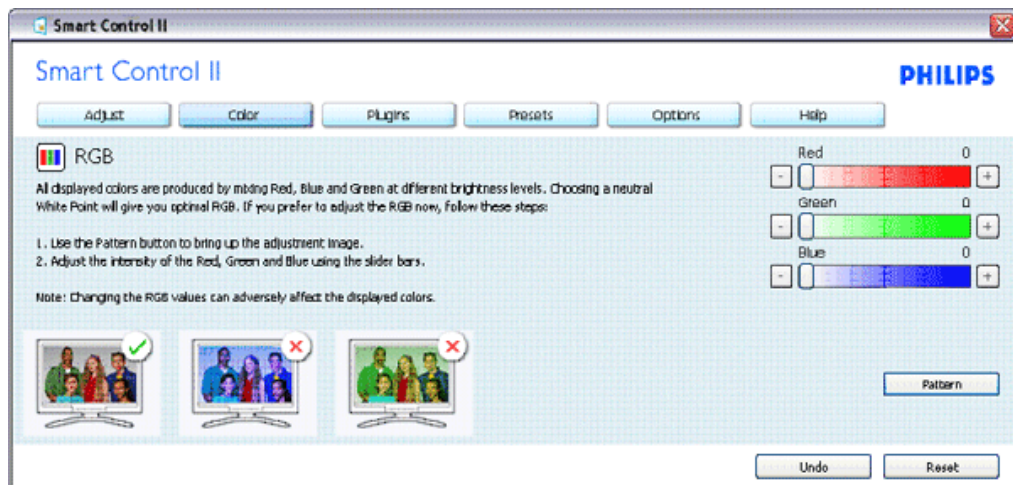 Smart Control II
Smart Control II
PHILIPS
Adjust Color Plugins Presets Options Help
RGB
All displayed colors are produced by mixing Red, Blue and Green at different brightness levels. Choosing a neutral
White Point will give you optimal RGB. If you prefer to adjust the RGB now, follow these steps:
1. Use the Pattern button to bring up the adjustment image.
2. Adjust the intensity of the Red, Green and Blue using the slider bars.
Note: Changing the RGB values can adversely affect the displayed colors.
Red 0
- +
Green 0
- +
Blue 0
- +
Pattern
Undo Reset